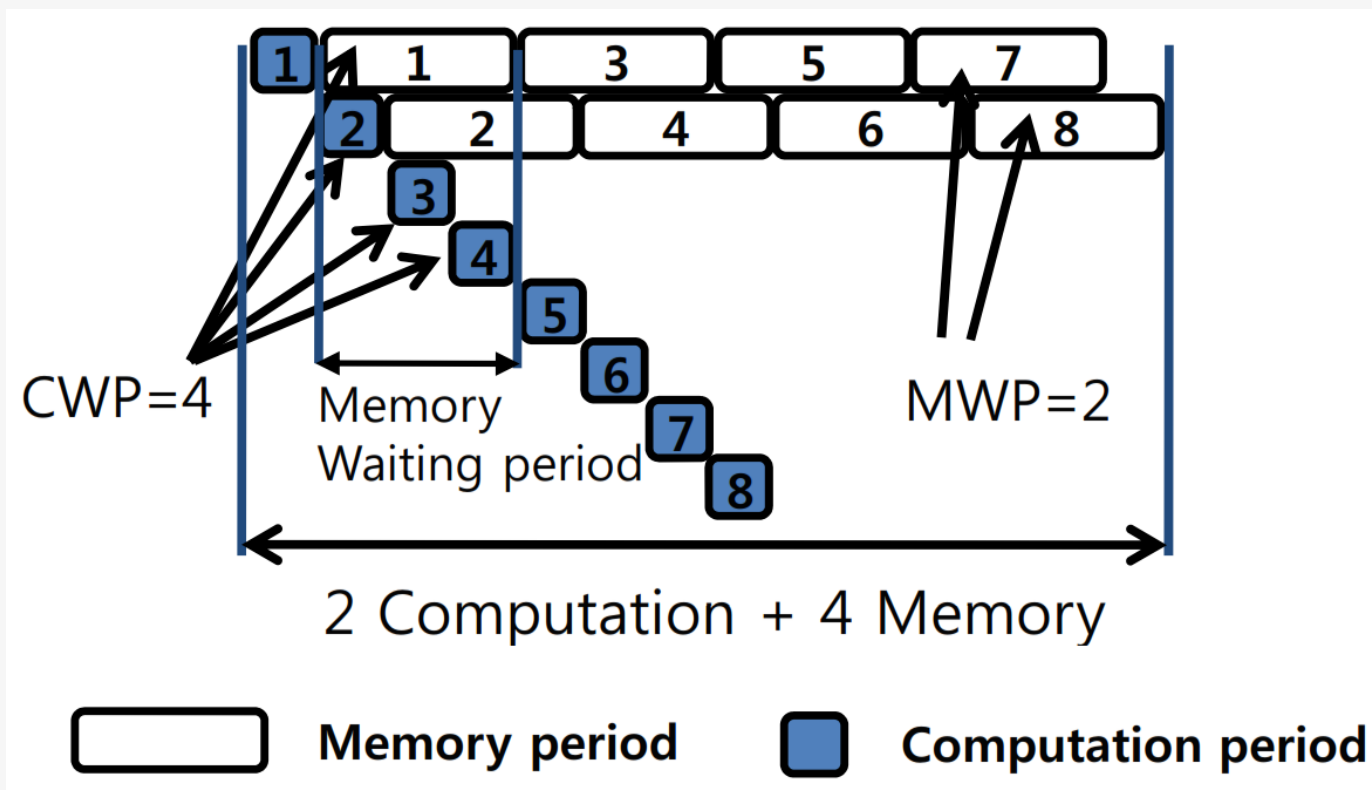 1 1 3 5 7
2 2 4 6 8
3
4
5
6
7
8
CWP=4
Memory
Waiting period
MWP=2
2 Computation + 4 Memory
Memory period
Computation period